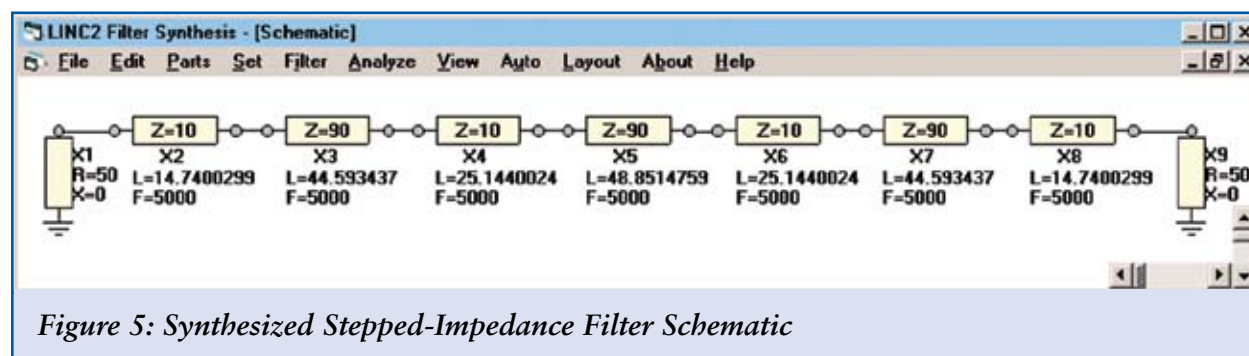 LINC2 Filter Synthesis - [Schematic]
File Edit Parts Set Filter Analyze View Auto Layout About Help
Z=10 Z=90 Z=10 Z=90 Z=10 Z=90 Z=10
X1 X2 X3 X4 X5 X6 X7 X8 X9
R=50 L=14.7400299 L=44.593437 L=25.1440024 L=48.8514759 L=25.1440024 L=44.593437 L=14.7400299 R=50
X=0 F=5000 F=5000 F=5000 F=5000 F=5000 F=5000 F=5000 X=0
Figure 5: Synthesized Stepped-Impedance Filter Schematic